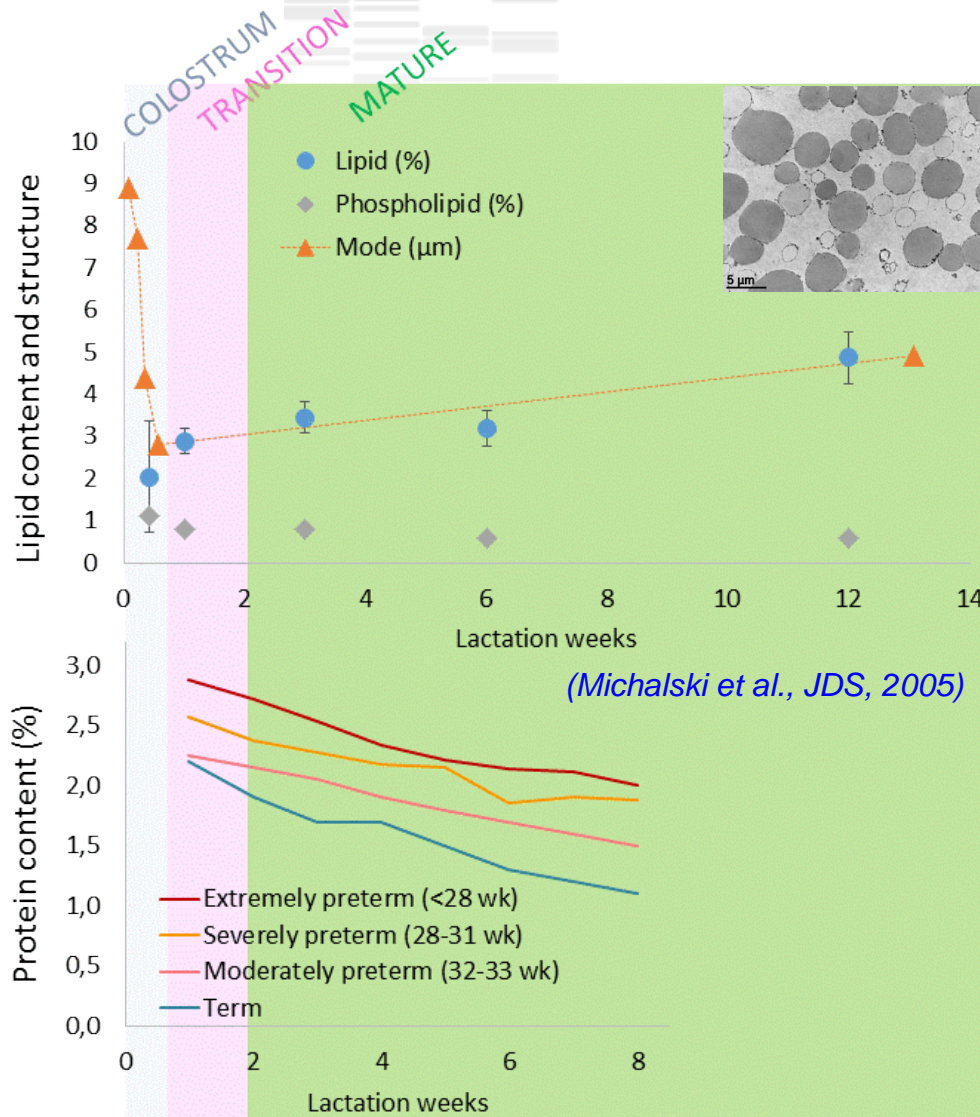 COLOSTRUM
TRANSITION
MATURE
Lipid content and structure
10
9
8
7
6
5
4
3
2
1
0
Lipid (%)
Phospholipid (%)
Mode (µm)
5 µm
0 2 4 6 8 10 12 14
Lactation weeks
(Michalski et al., JDS, 2005)
Protein content (%)
3,0
2,5
2,0
1,5
1,0
0,5
0,0
Extremely preterm (<28 wk)
Severely preterm (28-31 wk)
Moderately preterm (32-33 wk)
Term
0 2 4 6 8
Lactation weeks